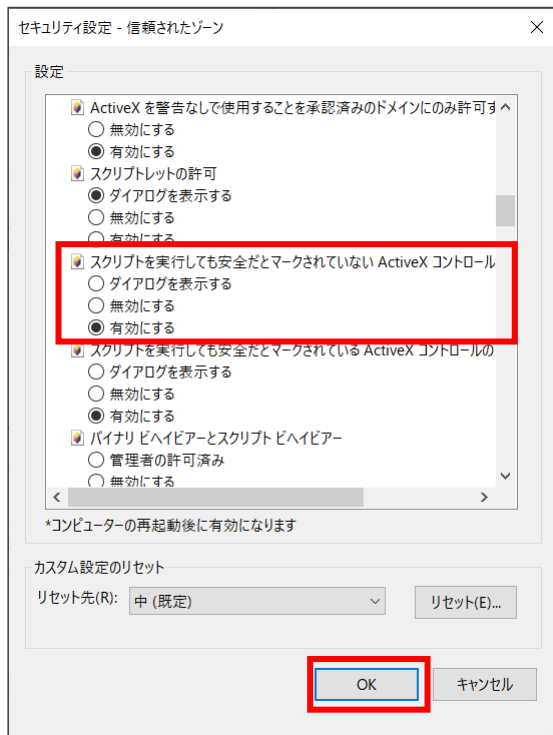 セキュリティ設定 - 信頼されたゾーン
設定
ActiveX を警告なしで使用することを承認済みのドメインにのみ許可す
無効にする
有効にする
スクリプトレットの許可
ダイアログを表示する
無効にする
有効にする
スクリプトを実行しても安全だとマークされていない ActiveX コントロール
ダイアログを表示する
無効にする
有効にする
スクリプトを実行しても安全だとマークされている ActiveX コントロールの
ダイアログを表示する
無効にする
有効にする
バイナリ ビヘイビアーとスクリプト ビヘイビアー
管理者の許可済み
無効にする
*コンピューターの再起動後に有効になります
カスタム設定のリセット
リセット先(R): 中 (既定) リセット(E)...
OK キャンセル